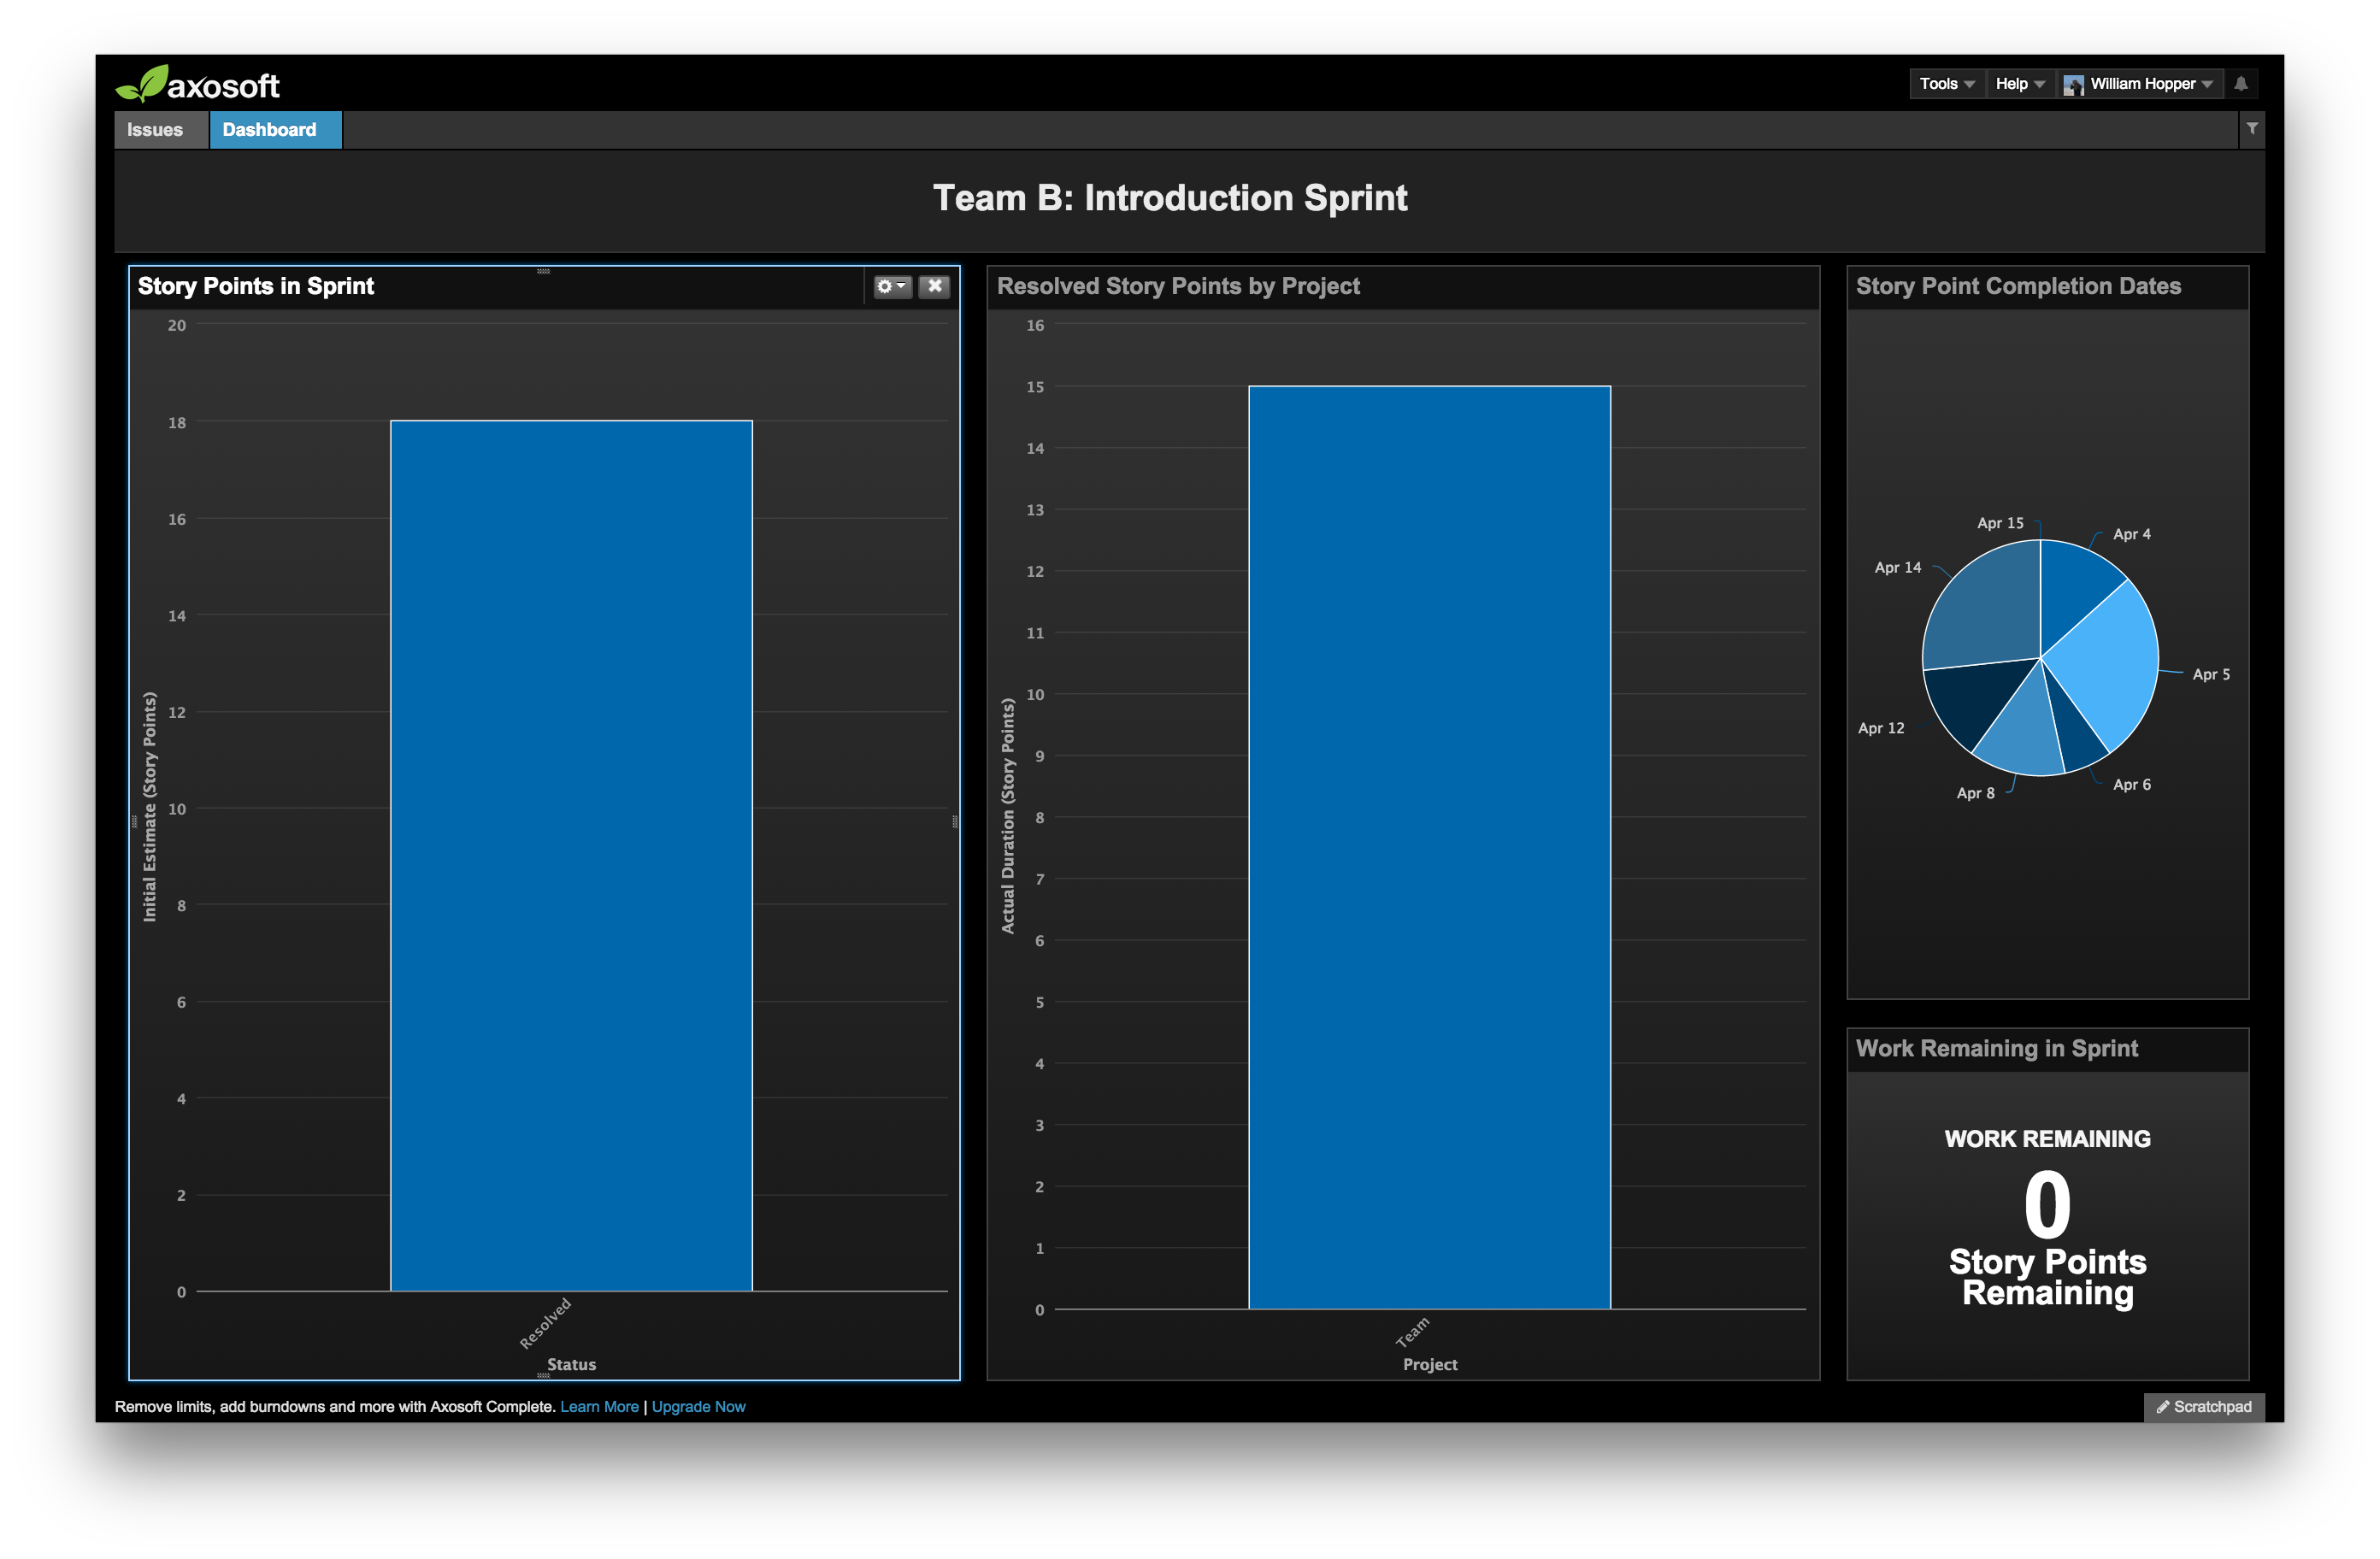 axosoft
Tools Help William Hopper
Issues Dashboard
Team B: Introduction Sprint
Story Points in Sprint
20
18
16
14
12
10
8
6
4
2
0
Initial Estimate (Story Points)
Resolved
Status
Resolved Story Points by Project
16
15
14
13
12
11
10
9
8
7
6
5
4
3
2
1
0
Actual Duration (Story Points)
Team
Project
Story Point Completion Dates
Apr 15
Apr 4
Apr 14
Apr 5
Apr 12
Apr 6
Apr 8
Work Remaining in Sprint
WORK REMAINING
0
Story Points
Remaining
Remove limits, add burndowns and more with Axosoft Complete. Learn More | Upgrade Now
Scratchpad